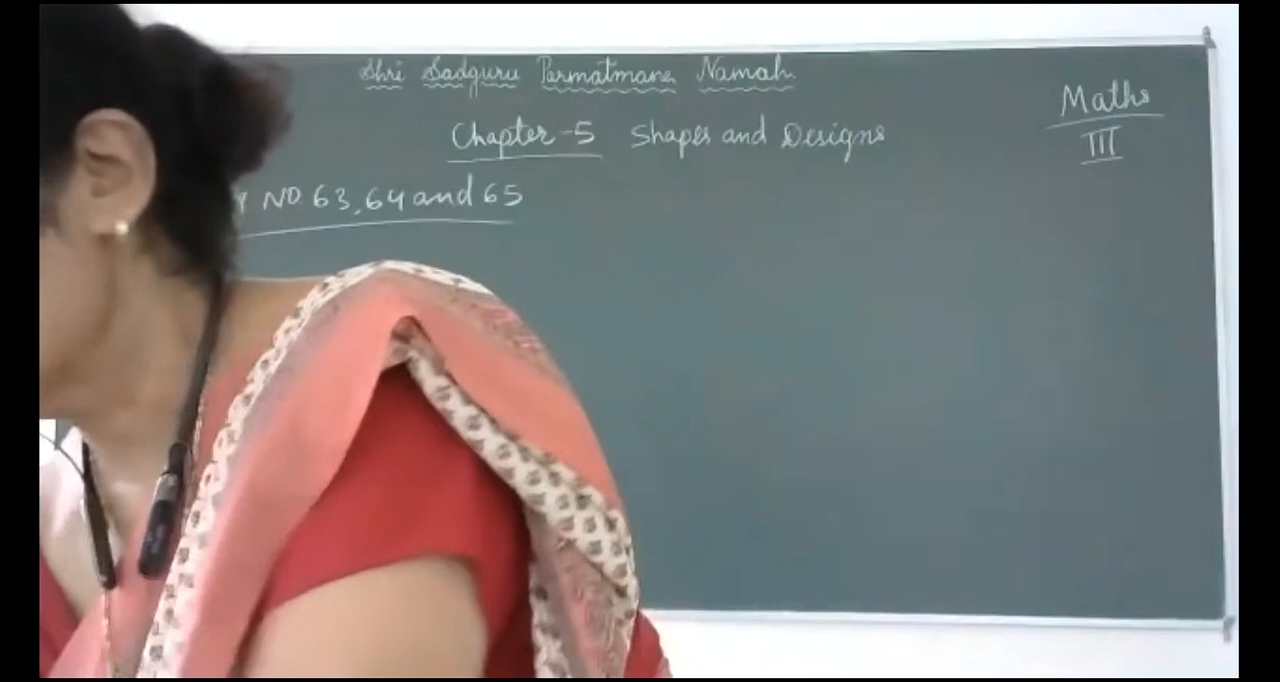 Shri Sadguru Parmatmane Namah
Maths
III
Chapter-5 Shapes and Designs
NO. 63, 64 and 65